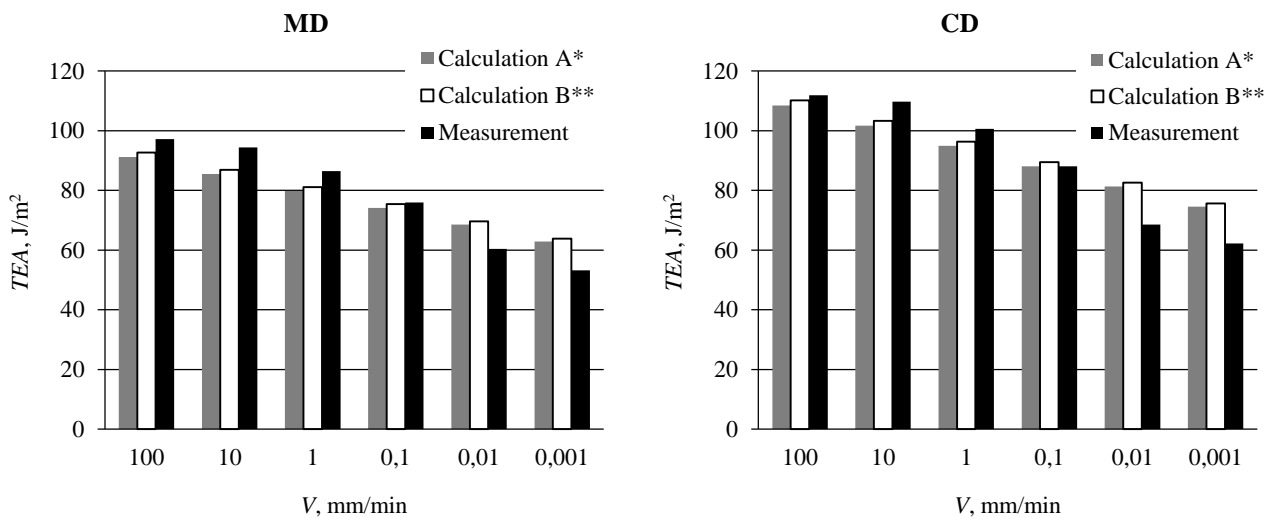 MD
Calculation A*
Calculation B**
Measurement
120
100
80
60
40
20
0
TEA, J/m²
100 10 1 0,1 0,01 0,001
V, mm/min
CD
Calculation A*
Calculation B**
Measurement
120
100
80
60
40
20
0
TEA, J/m²
100 10 1 0,1 0,01 0,001
V, mm/min